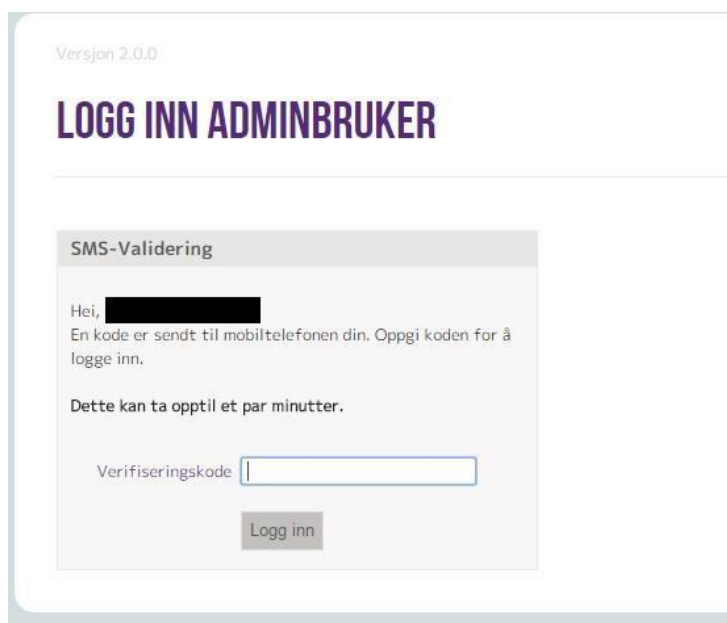 Versjon 2.0.0
LOGG INN ADMINBRUKER
SMS-Validering
Hei,
En kode er sendt til mobiltelefonen din. Oppgi koden for å
logge inn.
Dette kan ta opptil et par minutter.
Verifiseringskode
Logg inn